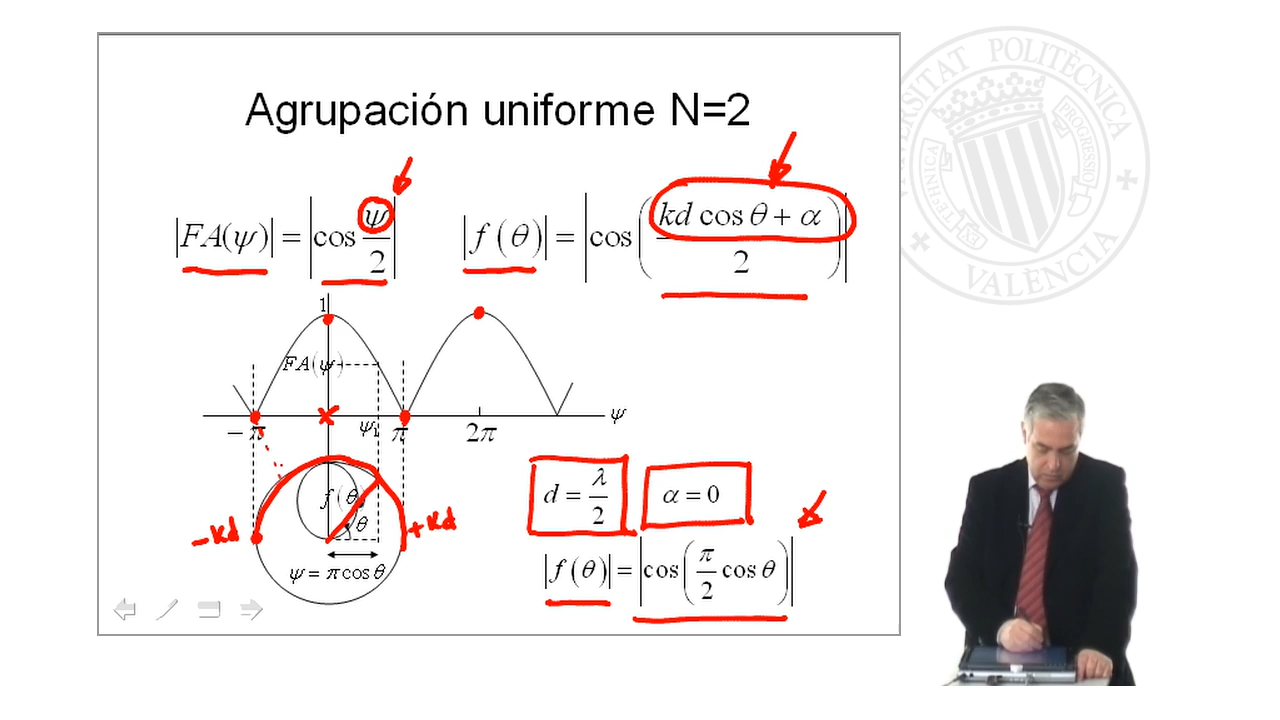 Agrupación uniforme N=2
|FA(ψ)| = |cos ψ/2|
|f(θ)| = |cos((kd cos θ + α)/2)|
1
FA(ψ)
ψ
-π
ψ₁
π
2π
f(θ)
θ
-kd
+kd
ψ = π cos θ
d = λ/2
α = 0
|f(θ)| = |cos(π/2 cos θ)|
UNIVERSITAT POLITÈCNICA
VALÈNCIA